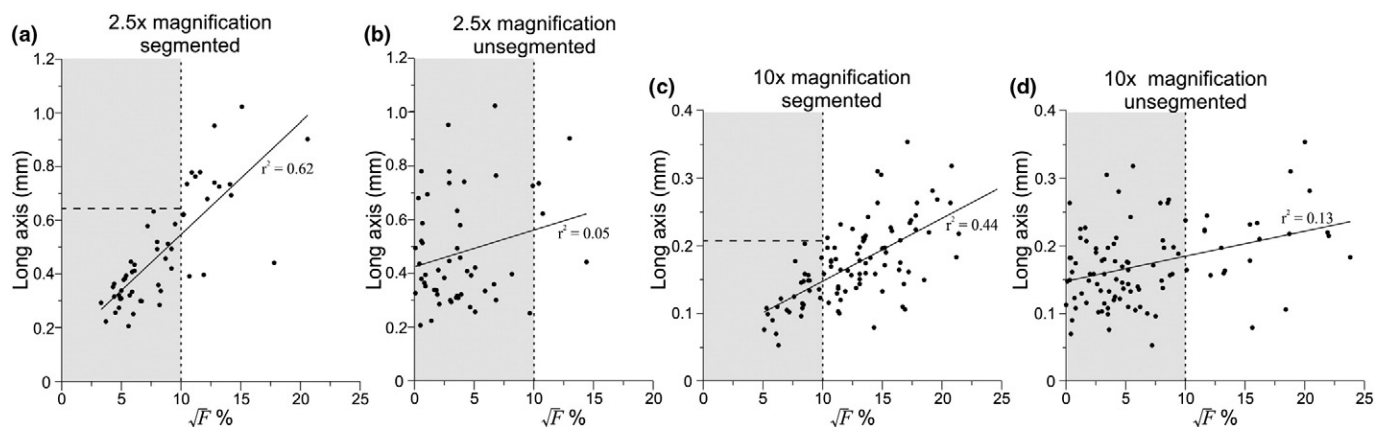 (a)
2.5x magnification
segmented
Long axis (mm)
1.2
1.0
0.8
0.6
0.4
0.2
0
r² = 0.62
0 5 10 15 20 25
√F %
(b)
2.5x magnification
unsegmented
Long axis (mm)
1.2
1.0
0.8
0.6
0.4
0.2
0
r² = 0.05
0 5 10 15 20
√F %
(c)
10x magnification
segmented
Long axis (mm)
0.4
0.3
0.2
0.1
0
r² = 0.44
0 5 10 15 20 25
√F %
(d)
10x magnification
unsegmented
Long axis (mm)
0.4
0.3
0.2
0.1
0
r² = 0.13
0 5 10 15 20 25
√F %